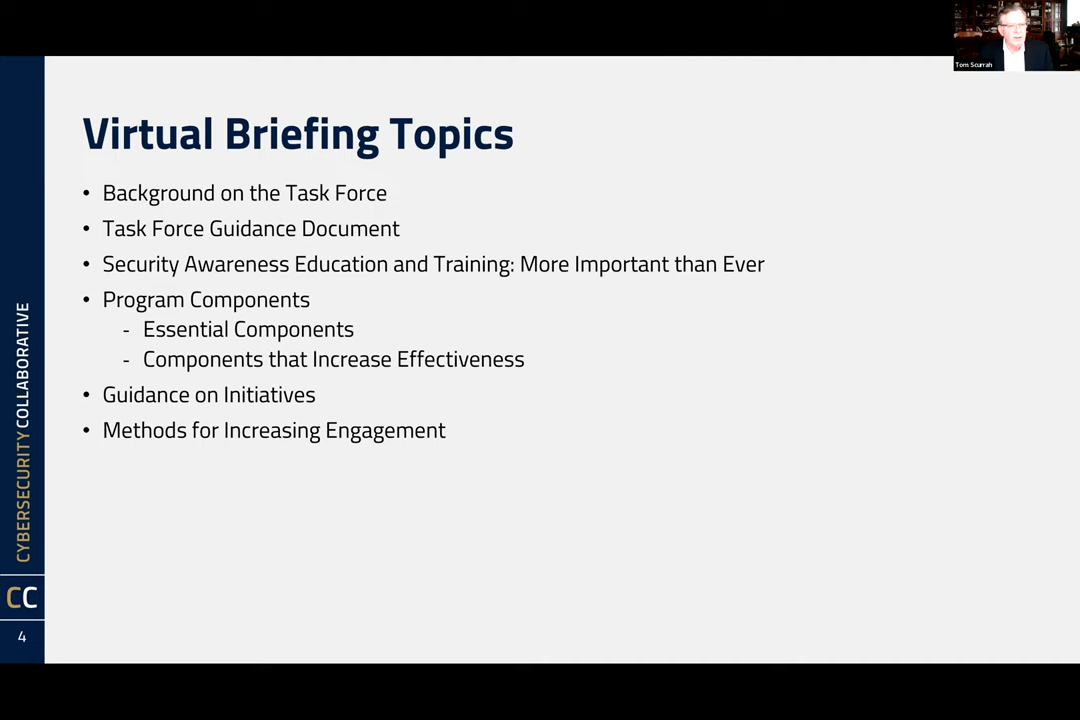 Tom Scurrah
Virtual Briefing Topics
• Background on the Task Force
• Task Force Guidance Document
• Security Awareness Education and Training: More Important than Ever
• Program Components
- Essential Components
- Components that Increase Effectiveness
• Guidance on Initiatives
• Methods for Increasing Engagement
CYBERSECURITY COLLABORATIVE
CC
4